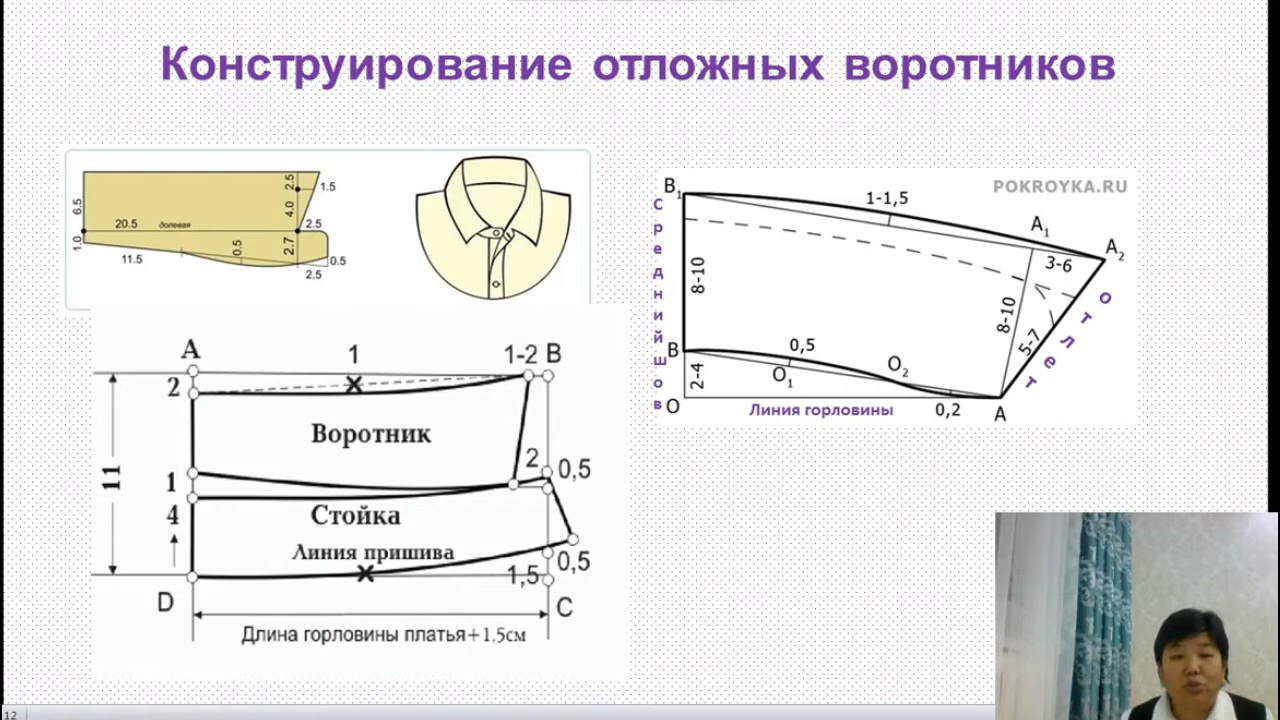 Конструирование отложных воротников
6.5
1.0
20.5
долевая
11.5
0.5
2.5
4.0
2.7
1.5
2.5
0.5
2.5
POKROYKA.RU
B1
1-1,5
A1
A2
3-6
8-10
8-10
5-7
B
0,5
O1
O2
2-4
O
Линия горловины
0,2
A
Средний шов
Отлет
A
1
1-2
B
2
Воротник
11
1
2
0,5
4
Стойка
Линия пришива
0,5
1,5
D
C
Длина горловины платья+1.5см
12